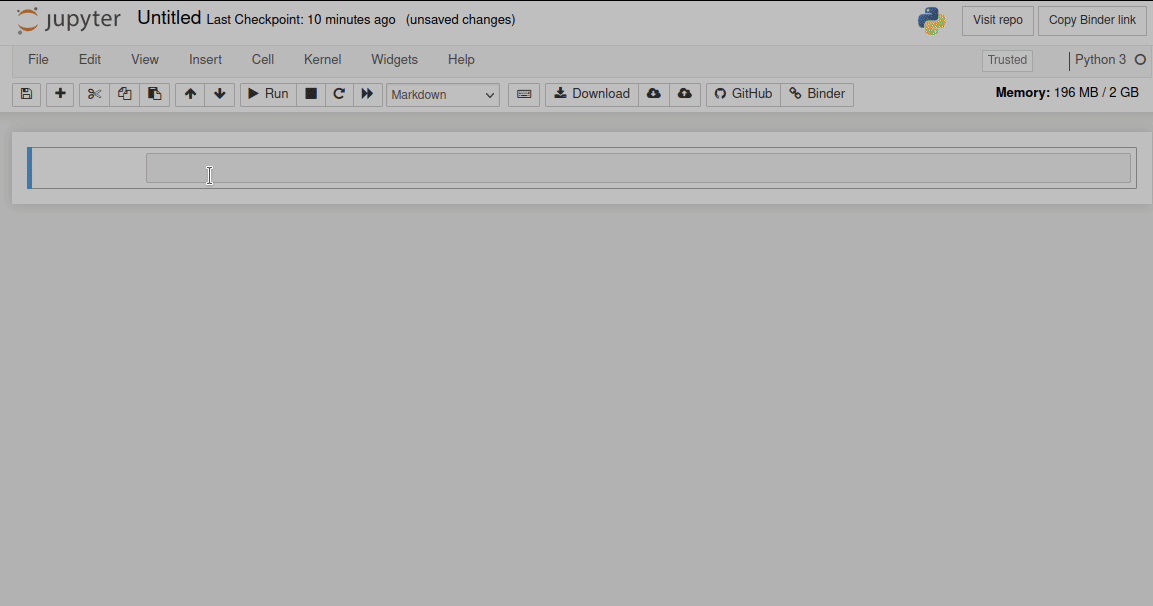 jupyter Untitled Last Checkpoint: 10 minutes ago (unsaved changes) Visit repo Copy Binder link
File Edit View Insert Cell Kernel Widgets Help Trusted Python 3
Run Markdown Download GitHub Binder Memory: 196 MB / 2 GB